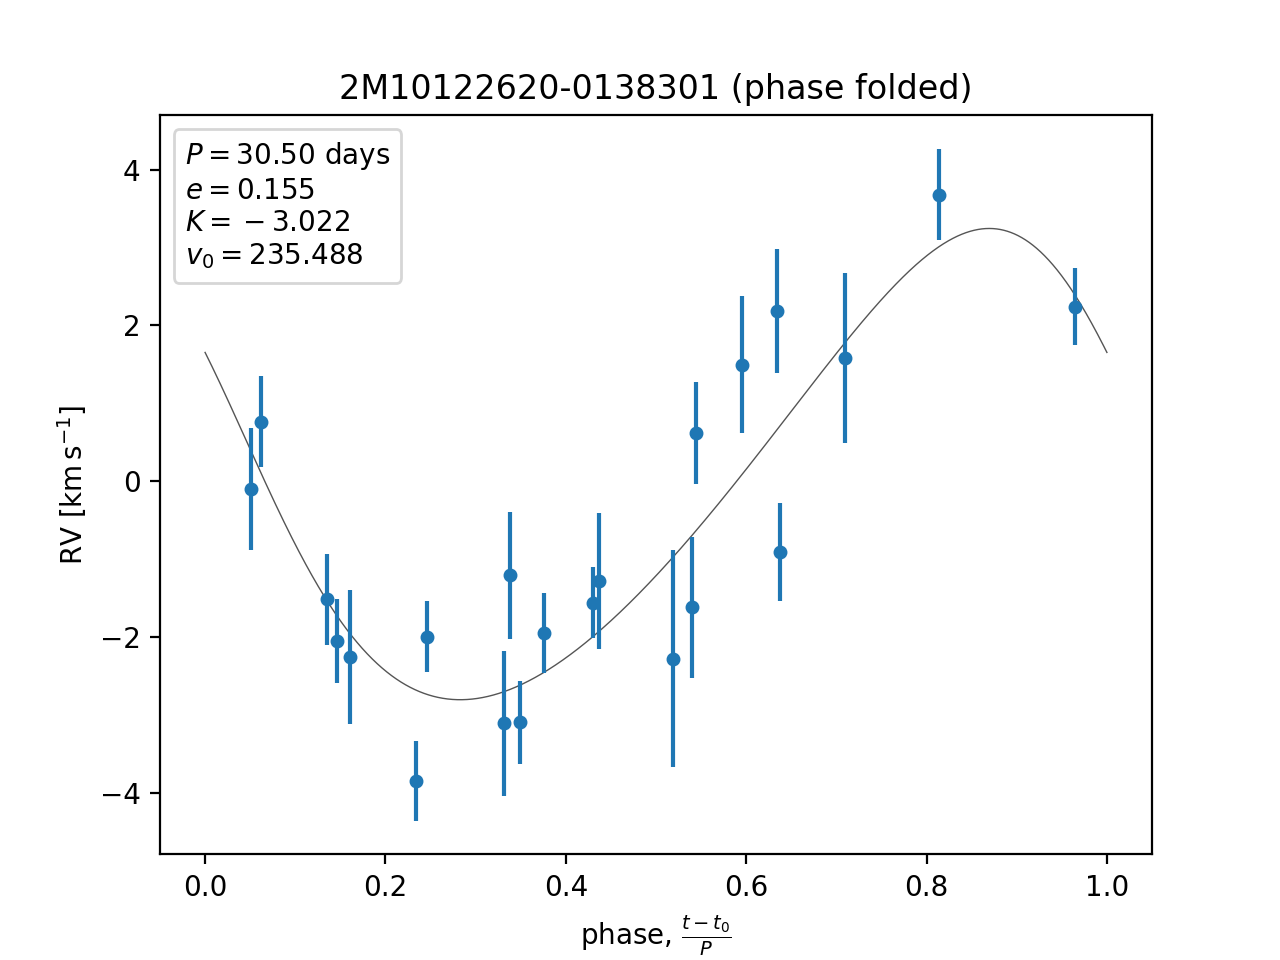 2M10122620-0138301 (phase folded)
P = 30.50 days
e = 0.155
K = −3.022
v₀ = 235.488
4
2
0
−2
−4
RV [km s⁻¹]
0.0 0.2 0.4 0.6 0.8 1.0
phase, (t − t₀)/P